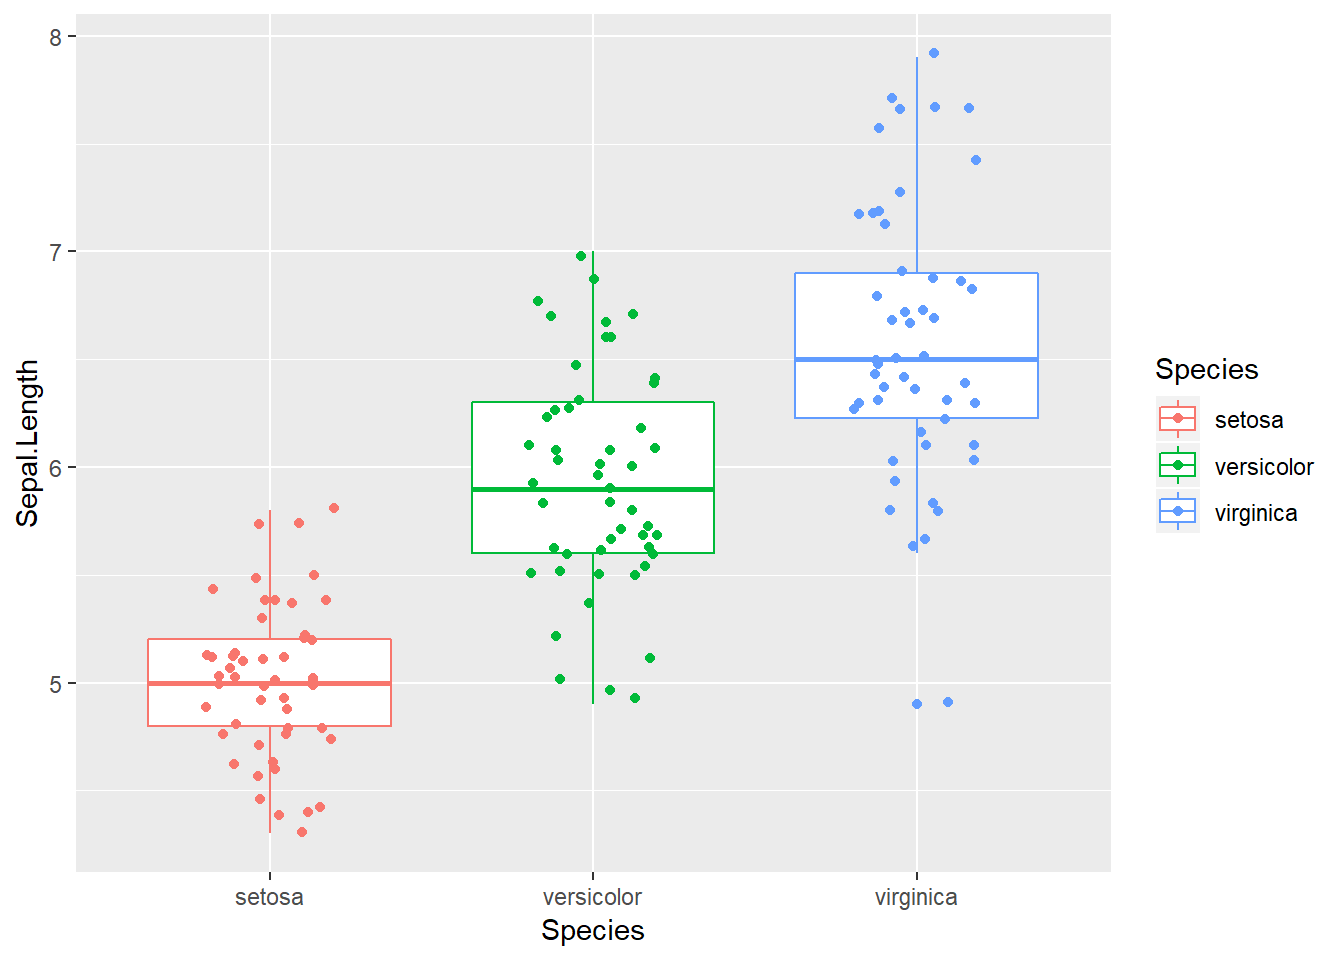 8
7
6
5
Sepal.Length
setosa
versicolor
virginica
Species
Species
setosa
versicolor
virginica